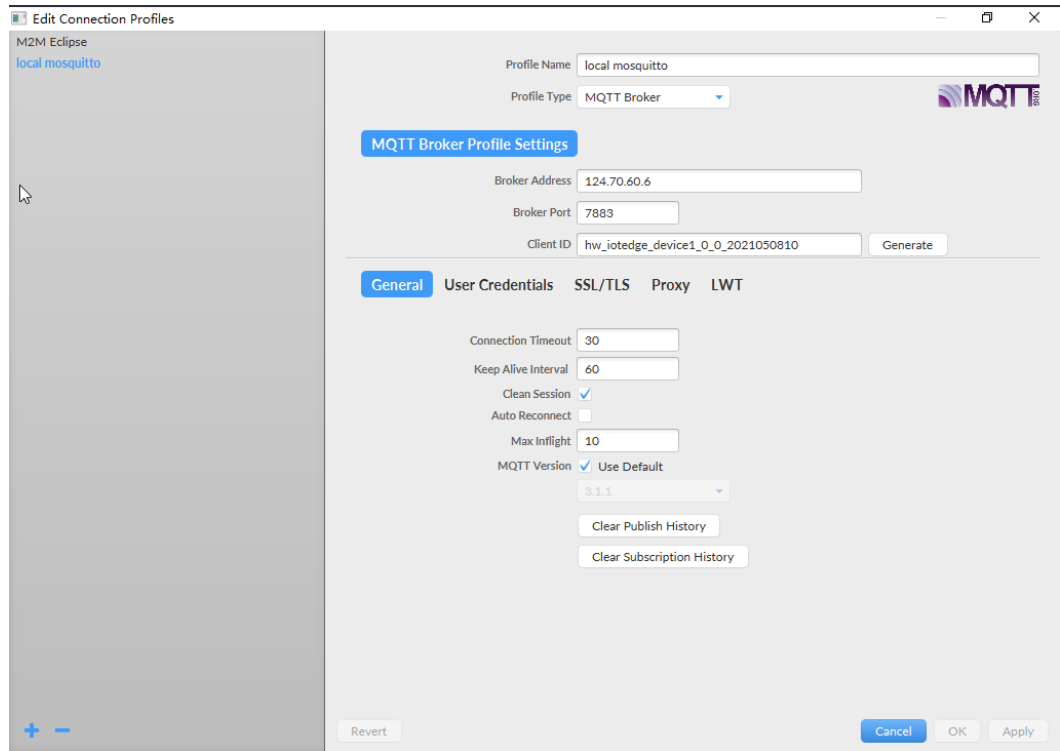 Edit Connection Profiles
M2M Eclipse
local mosquitto
Profile Name local mosquitto
Profile Type MQTT Broker
MQTT.ORG
MQTT Broker Profile Settings
Broker Address 124.70.60.6
Broker Port 7883
Client ID hw_iotedge_device1_0_0_2021050810 Generate
General User Credentials SSL/TLS Proxy LWT
Connection Timeout 30
Keep Alive Interval 60
Clean Session
Auto Reconnect
Max Inflight 10
MQTT Version Use Default
3.1.1
Clear Publish History
Clear Subscription History
Revert Cancel OK Apply